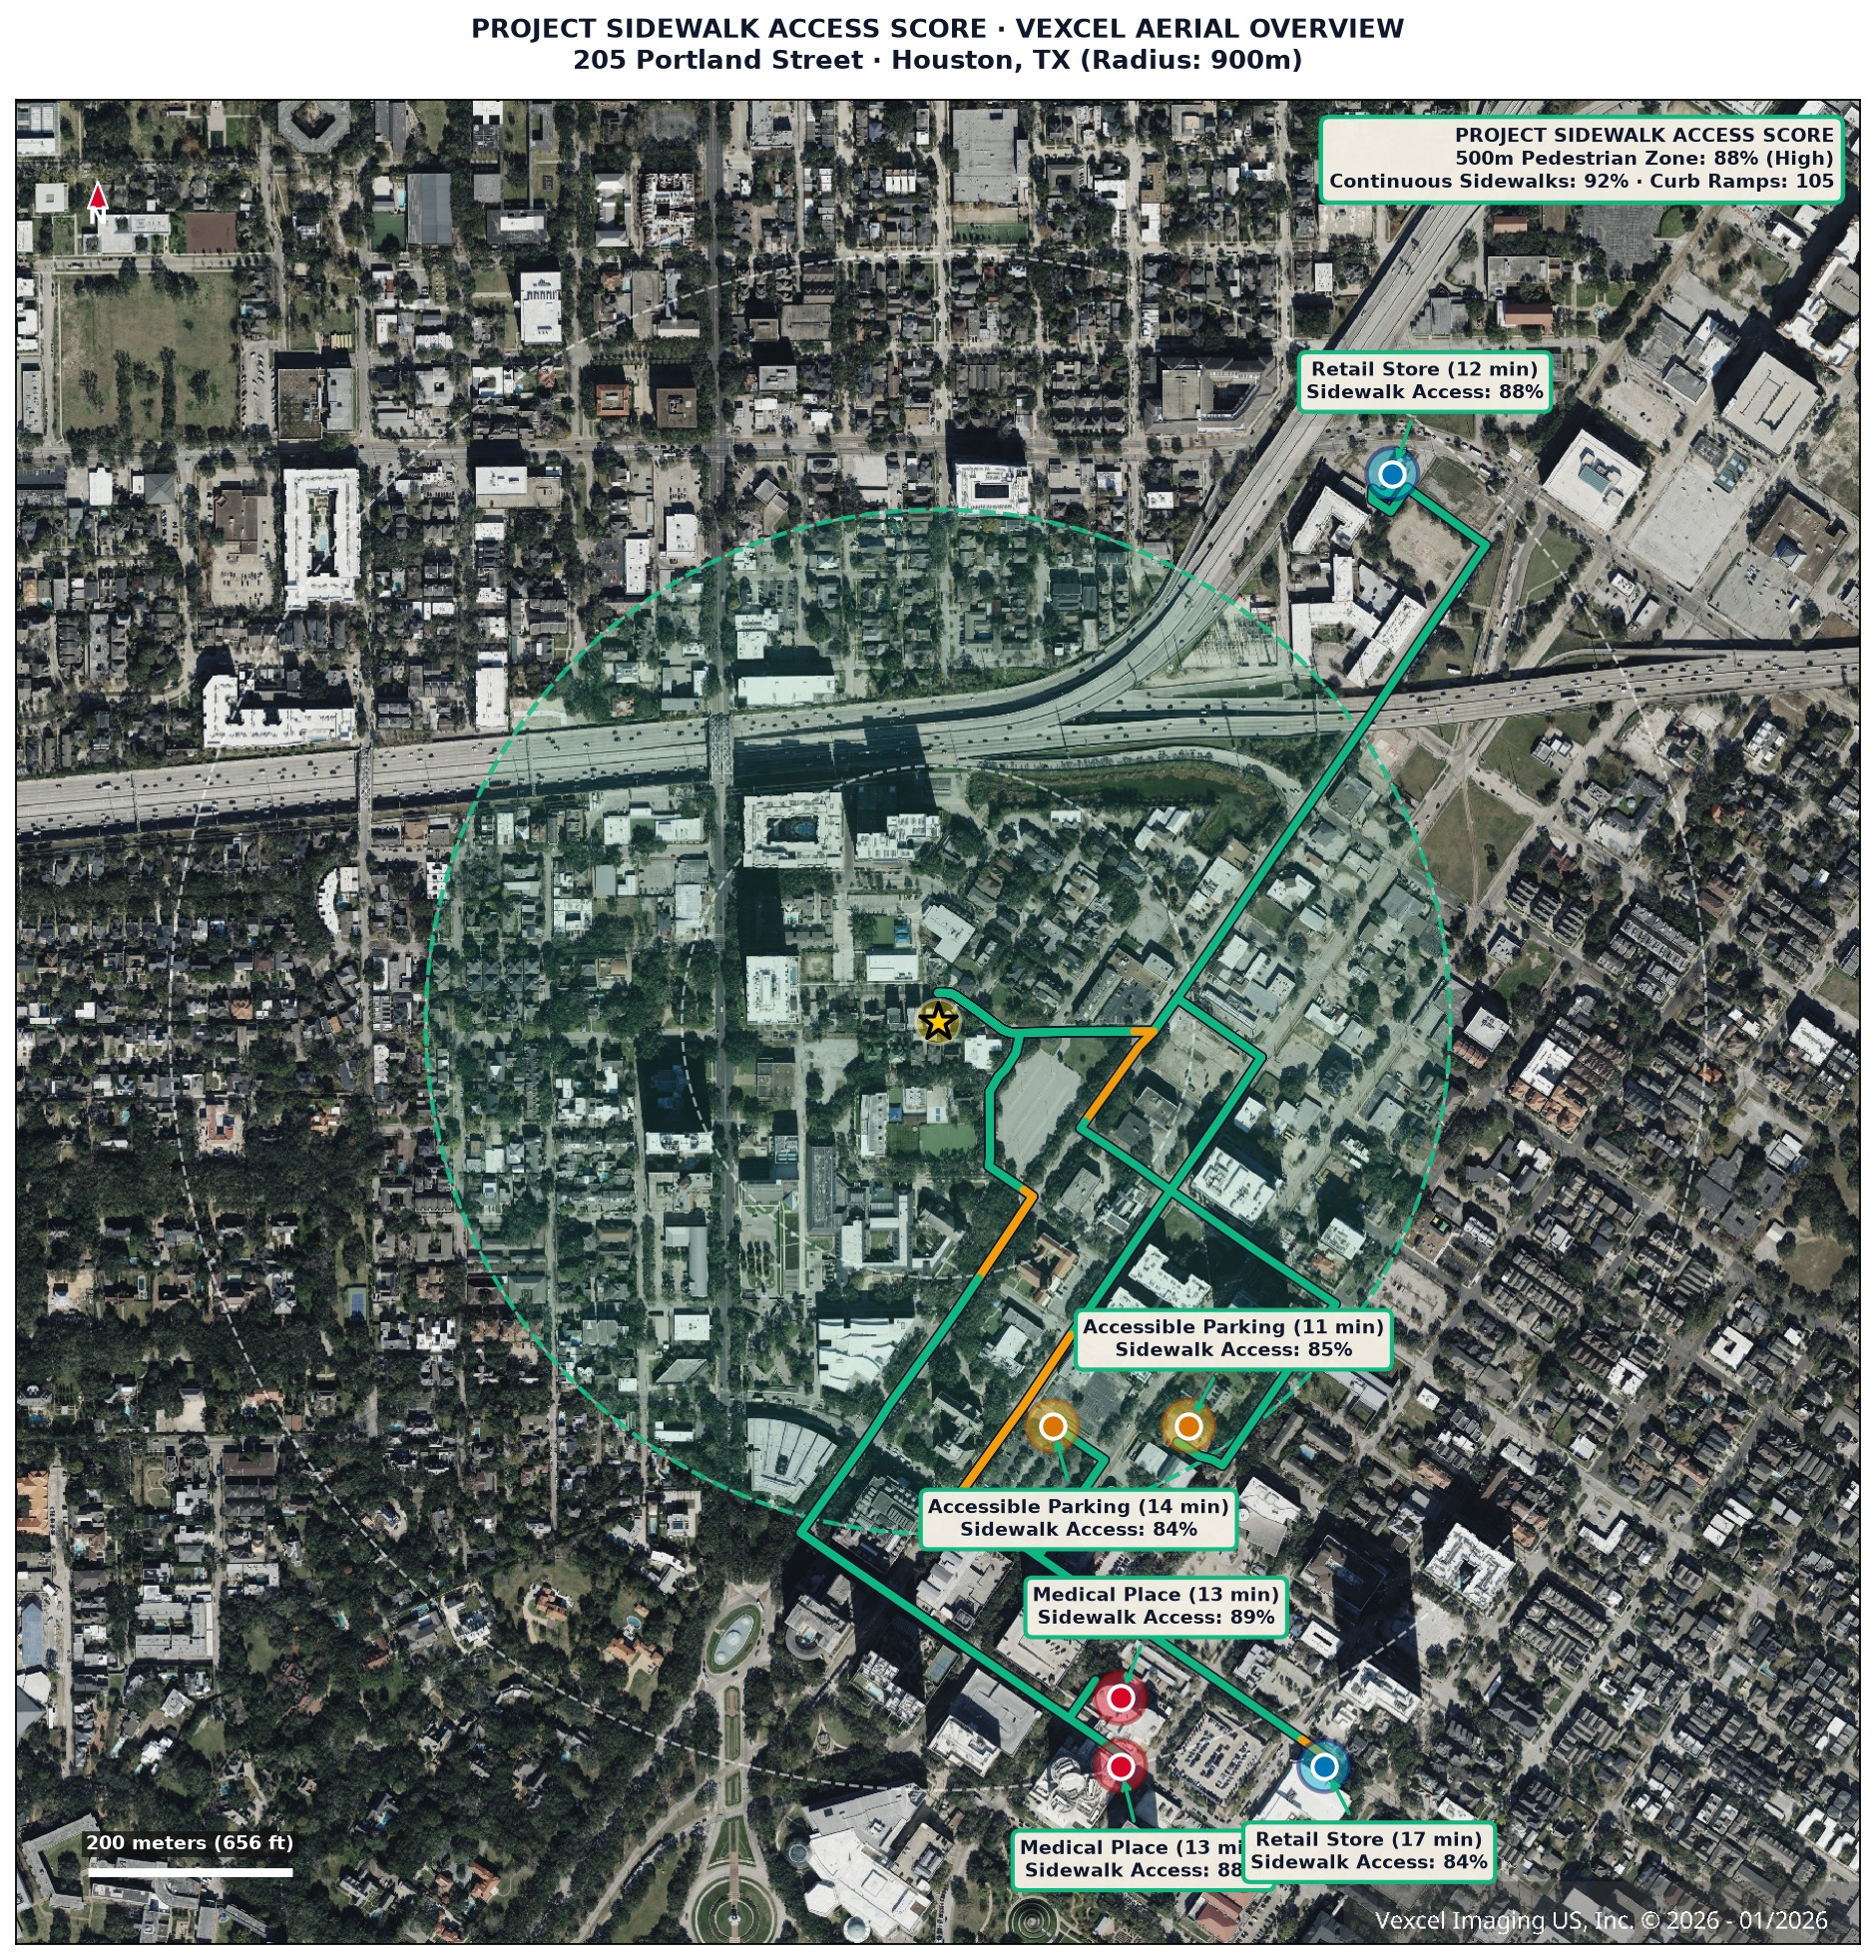 PROJECT SIDEWALK ACCESS SCORE · VEXCEL AERIAL OVERVIEW
205 Portland Street · Houston, TX (Radius: 900m)
PROJECT SIDEWALK ACCESS SCORE
500m Pedestrian Zone: 88% (High)
Continuous Sidewalks: 92% · Curb Ramps: 105
N
Retail Store (12 min)
Sidewalk Access: 88%
Accessible Parking (11 min)
Sidewalk Access: 85%
Accessible Parking (14 min)
Sidewalk Access: 84%
Medical Place (13 min)
Sidewalk Access: 89%
Medical Place (13 mi
Sidewalk Access: 88
Retail Store (17 min)
Sidewalk Access: 84%
200 meters (656 ft)
Vexcel Imaging US, Inc. © 2026 - 01/2026